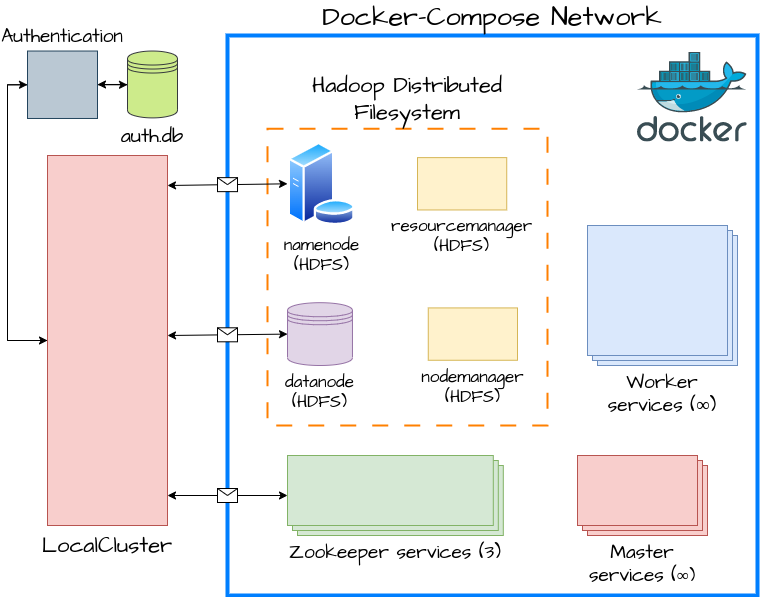 Docker-Compose Network
Authentication
auth.db
docker
Hadoop Distributed
Filesystem
namenode
(HDFS)
resourcemanager
(HDFS)
datanode
(HDFS)
nodemanager
(HDFS)
Worker
services (∞)
LocalCluster
Zookeeper services (3)
Master
services (∞)